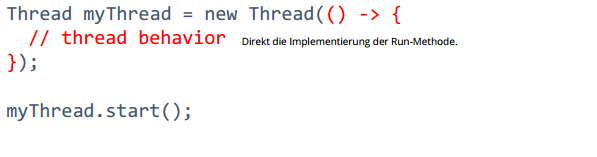 Thread myThread = new Thread(() -> {
// thread behavior Direkt die Implementierung der Run-Methode.
});
myThread.start();